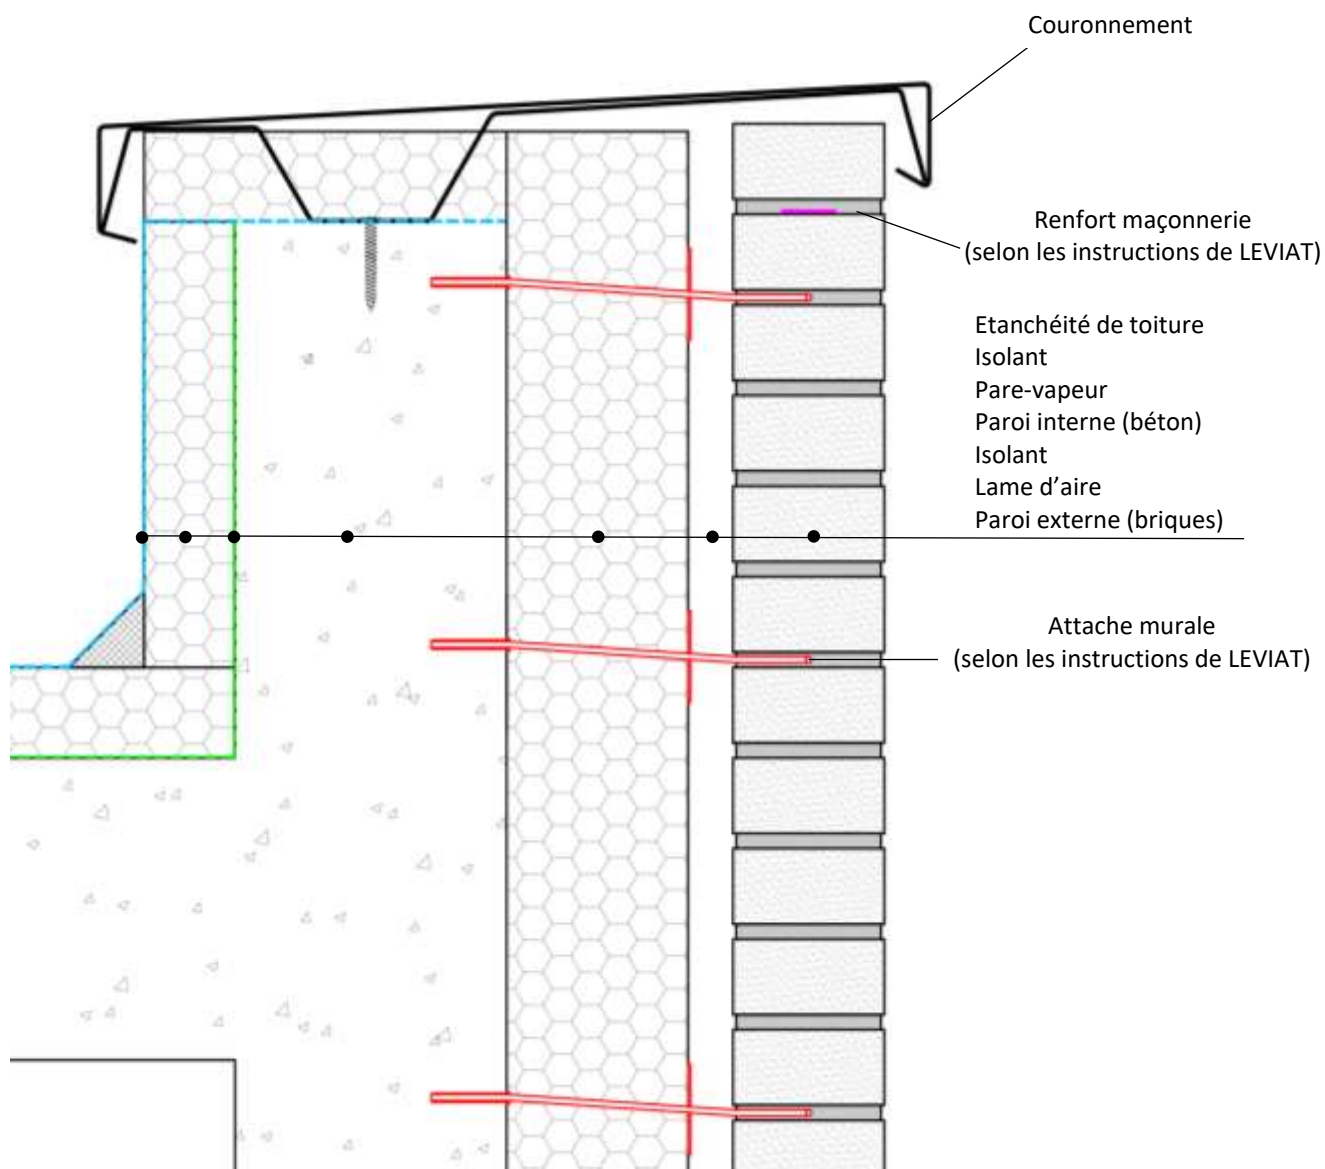 Couronnement
Renfort maçonnerie
(selon les instructions de LEVIAT)
Etanchéité de toiture
Isolant
Pare-vapeur
Paroi interne (béton)
Isolant
Lame d’aire
Paroi externe (briques)
Attache murale
(selon les instructions de LEVIAT)